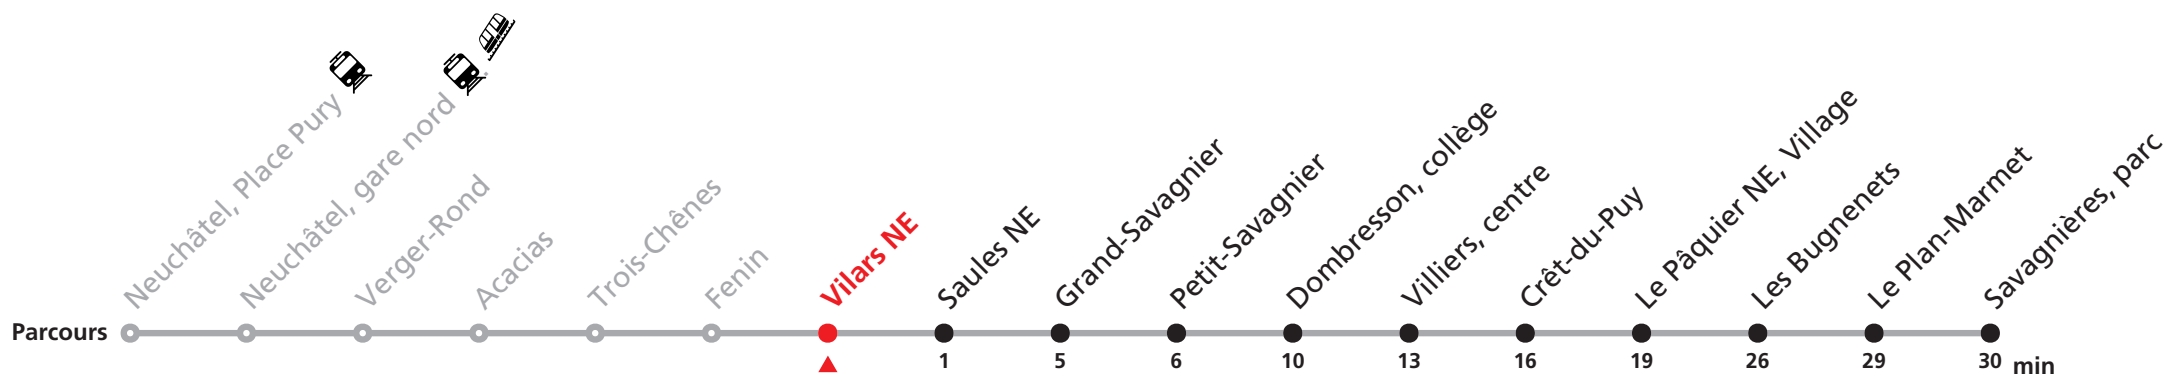 Neuchâtel, Place Pury
Neuchâtel, gare nord
Verger-Rond
Acacias
Trois-Chênes
Fenin
Vilars NE
Saules NE
Grand-Savagnier
Petit-Savagnier
Dombresson, collège
Villiers, centre
Crêt-du-Puy
Le Pâquier NE, Village
Les Bugnenets
Le Plan-Marmet
Savagnières, parc
Parcours
1 5 6 10 13 16 19 26 29 30 min